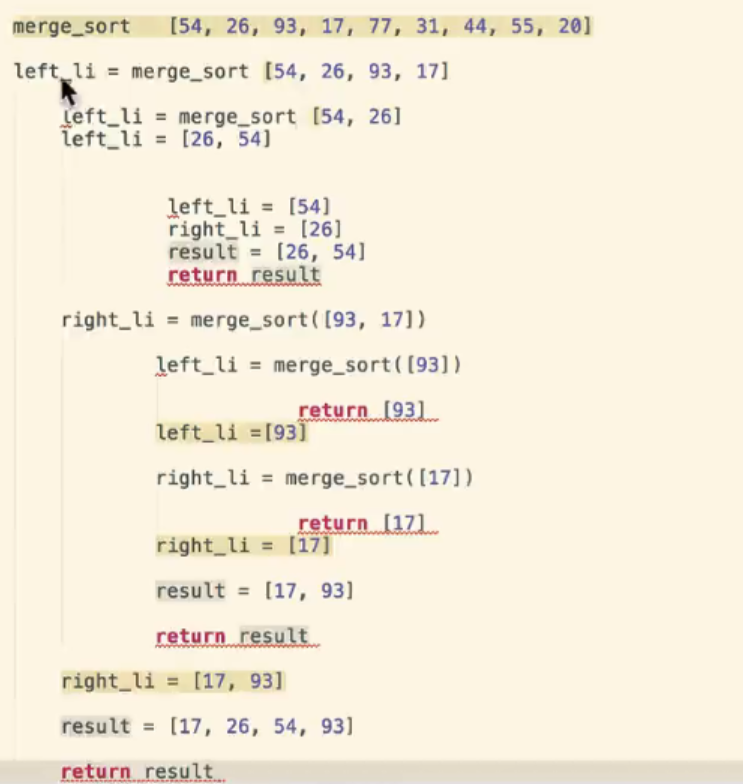 merge_sort [54, 26, 93, 17, 77, 31, 44, 55, 20]
left_li = merge_sort [54, 26, 93, 17]
left_li = merge_sort [54, 26]
left_li = [26, 54]
left_li = [54]
right_li = [26]
result = [26, 54]
return result
right_li = merge_sort([93, 17])
left_li = merge_sort([93])
return [93]
left_li =[93]
right_li = merge_sort([17])
return [17]
right_li = [17]
result = [17, 93]
return result
right_li = [17, 93]
result = [17, 26, 54, 93]
return result